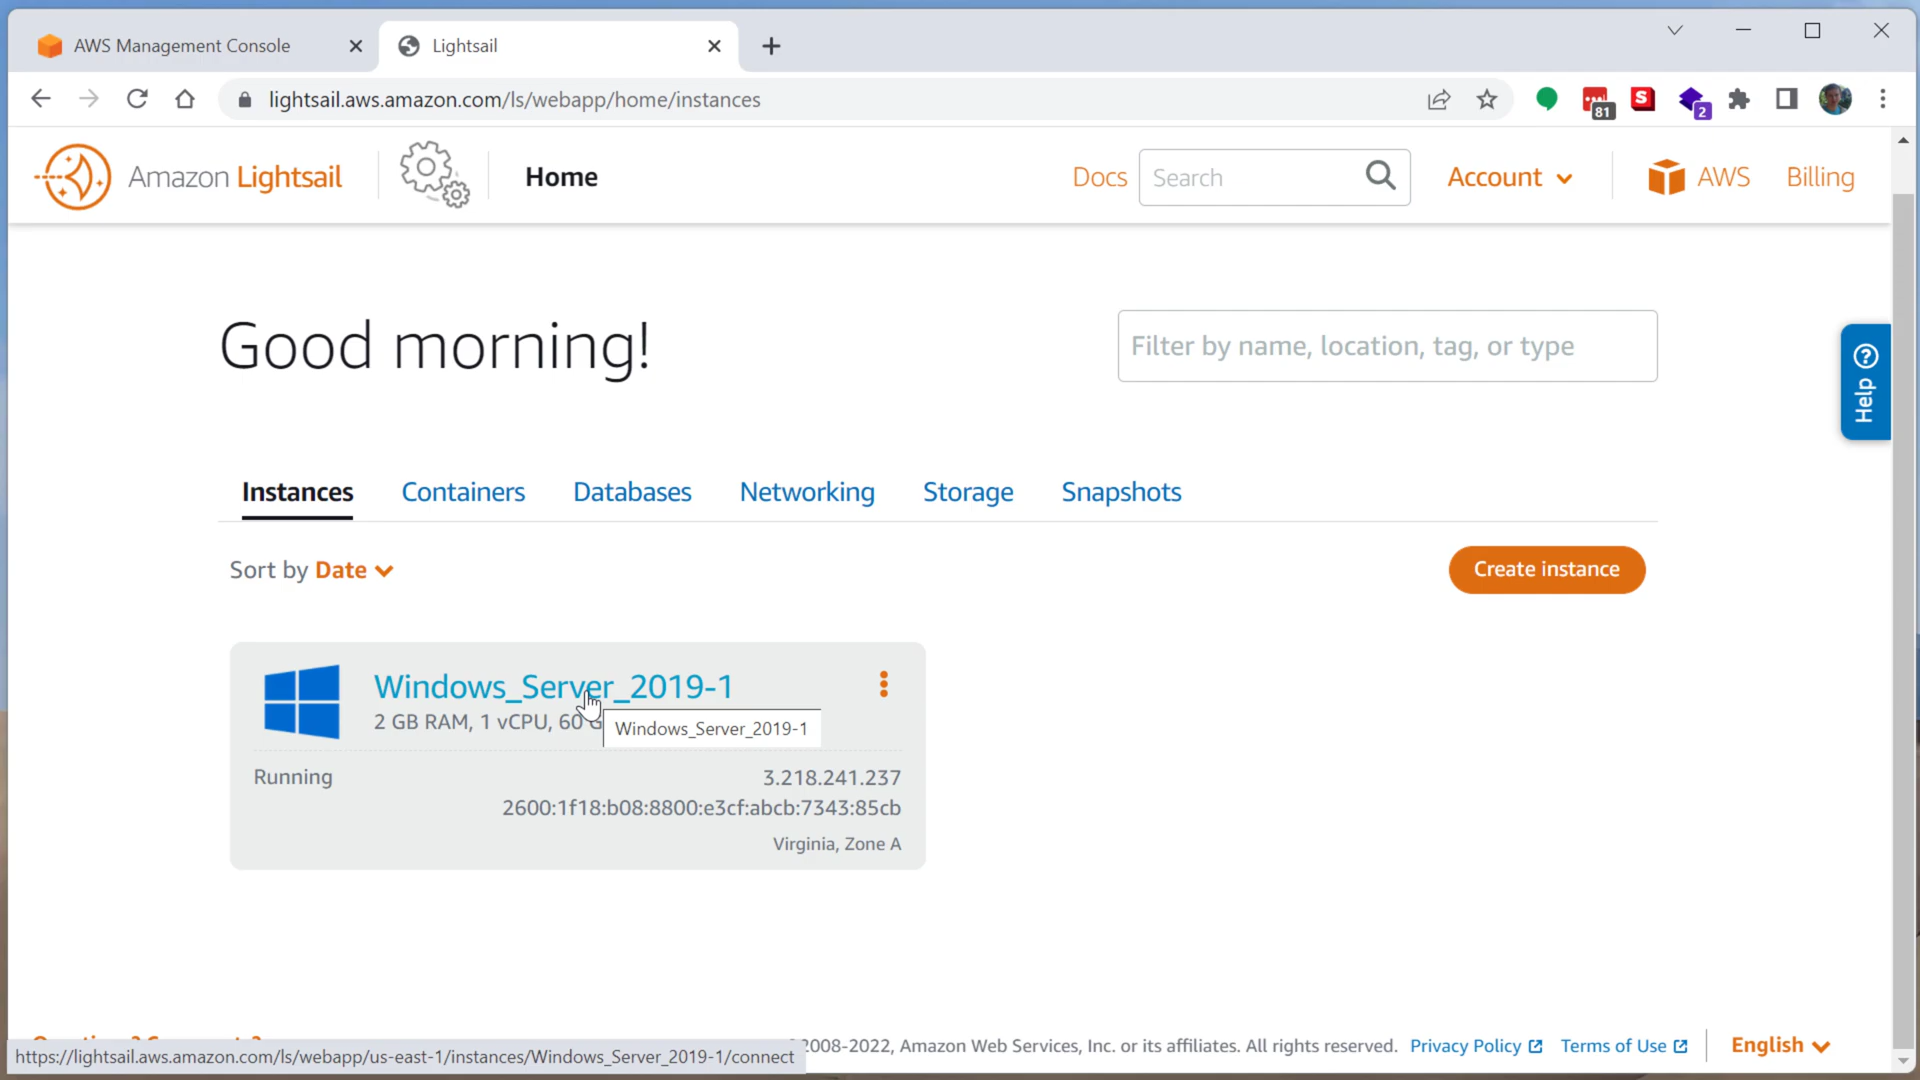 AWS Management Console
Lightsail
lightsail.aws.amazon.com/ls/webapp/home/instances
81
S
2
Amazon Lightsail
Home
Docs
Search
Account
AWS
Billing
Good morning!
Filter by name, location, tag, or type
Help
Instances
Containers
Databases
Networking
Storage
Snapshots
Sort by Date
Create instance
Windows_Server_2019-1
2 GB RAM, 1 vCPU, 60
Windows_Server_2019-1
Running
3.218.241.237
2600:1f18:b08:8800:e3cf:abcb:7343:85cb
Virginia, Zone A
2008-2022, Amazon Web Services, Inc. or its affiliates. All rights reserved.
Privacy Policy
Terms of Use
English
https://lightsail.aws.amazon.com/ls/webapp/us-east-1/instances/Windows_Server_2019-1/connect